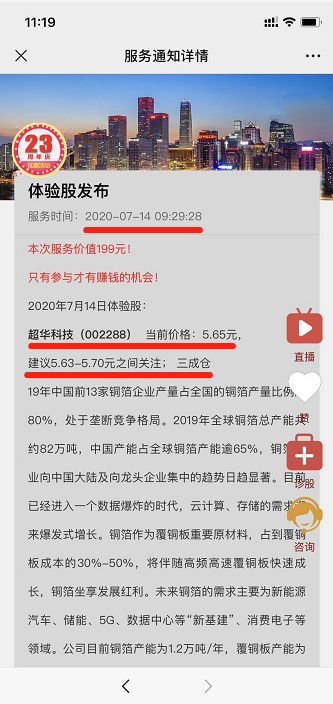 11:19
服务通知详情
23
周年庆
体验股发布
服务时间：2020-07-14 09:29:28
本次服务价值199元！
只有参与才有赚钱的机会！
2020年7月14日体验股：
超华科技（002288） 当前价格：5.65元，
建议5.63-5.70元之间关注； 三成仓
19年中国前13家铜箔企业产量占全国的铜箔产量比例
80%，处于垄断竞争格局。2019年全球铜箔总产能
约82万吨，中国产能占全球铜箔产能逾65%，铜
业向中国大陆及向龙头企业集中的趋势日趋显著。目前
已经进入一个数据爆炸的时代，云计算、存储的需求
来爆发式增长。铜箔作为覆铜板重要原材料，占到覆
板成本的30%-50%，将伴随高频高速覆铜板快速成
长，铜箔坐享发展红利。未来铜箔的需求主要为新能源
汽车、储能、5G、数据中心等“新基建”、消费电子等
领域。公司目前铜箔产能为1.2万吨/年，覆铜板产能为
直播
赞
诊股
咨询